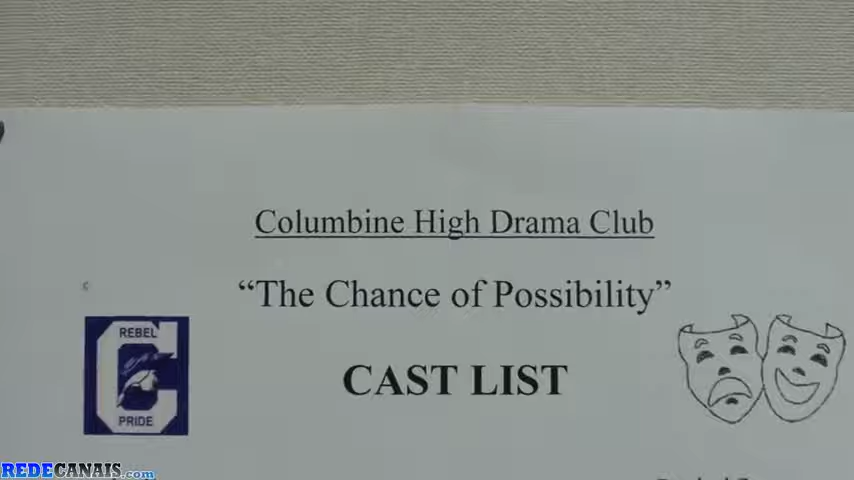 Columbine High Drama Club
“The Chance of Possibility”
REBEL
PRIDE
CAST LIST
REDECANAIS.com